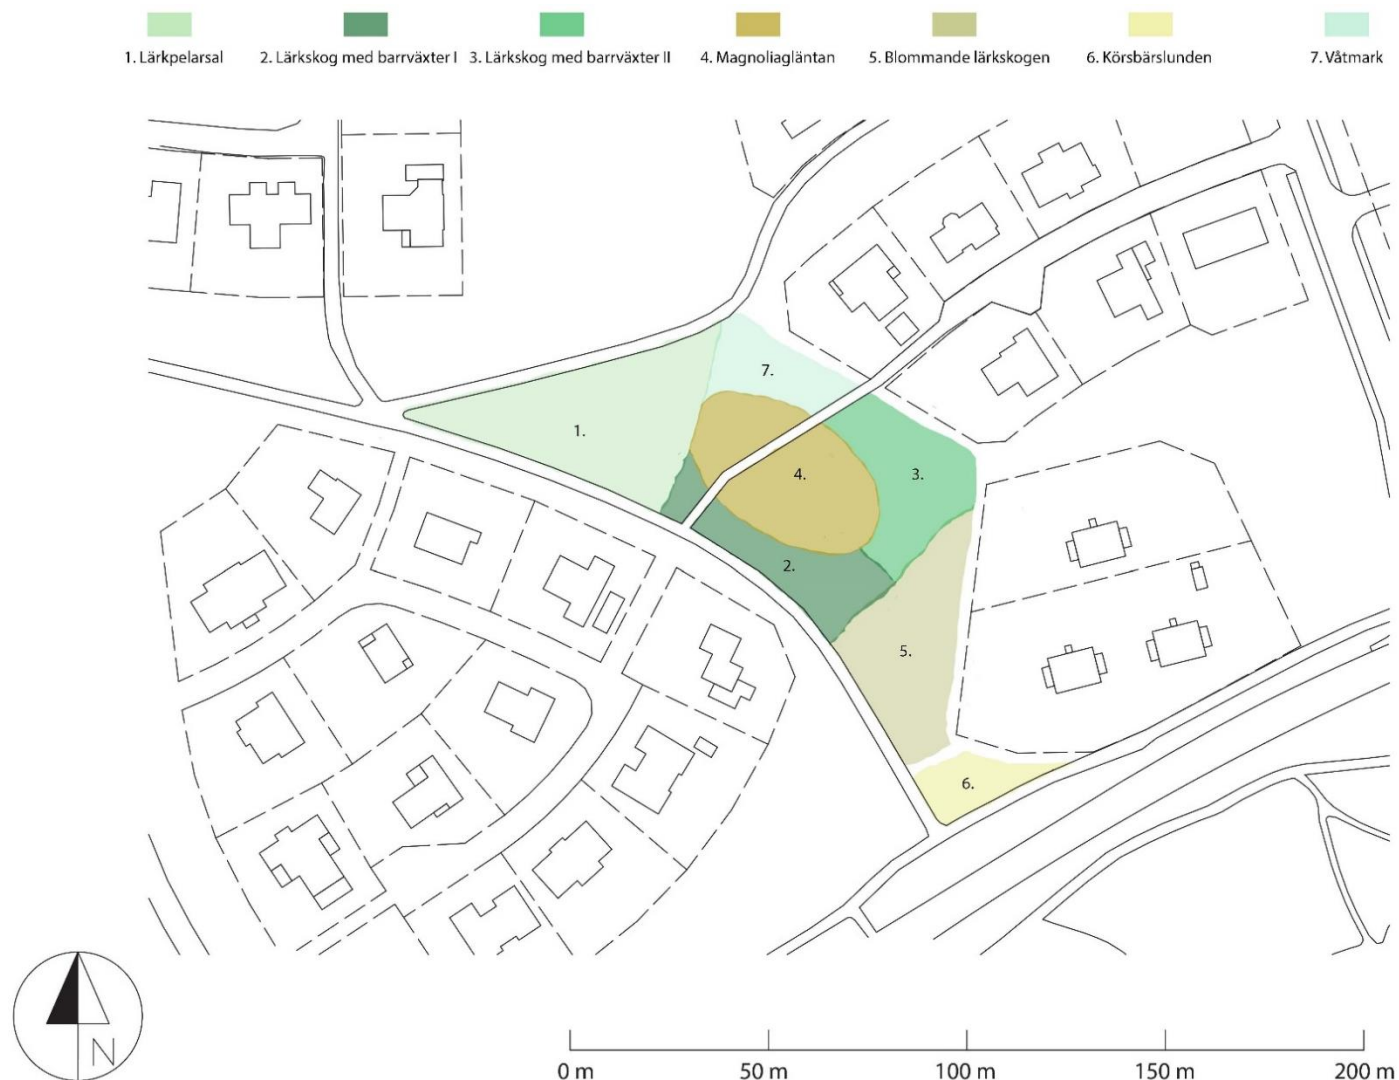 1. Lärkpelarsal
2. Lärkskog med barrväxter I
3. Lärkskog med barrväxter II
4. Magnoliagläntan
5. Blommande lärkskogen
6. Körsbärslunden
7. Våtmark
7.
1.
4.
3.
2.
5.
6.
N
0 m
50 m
100 m
150 m
200 m